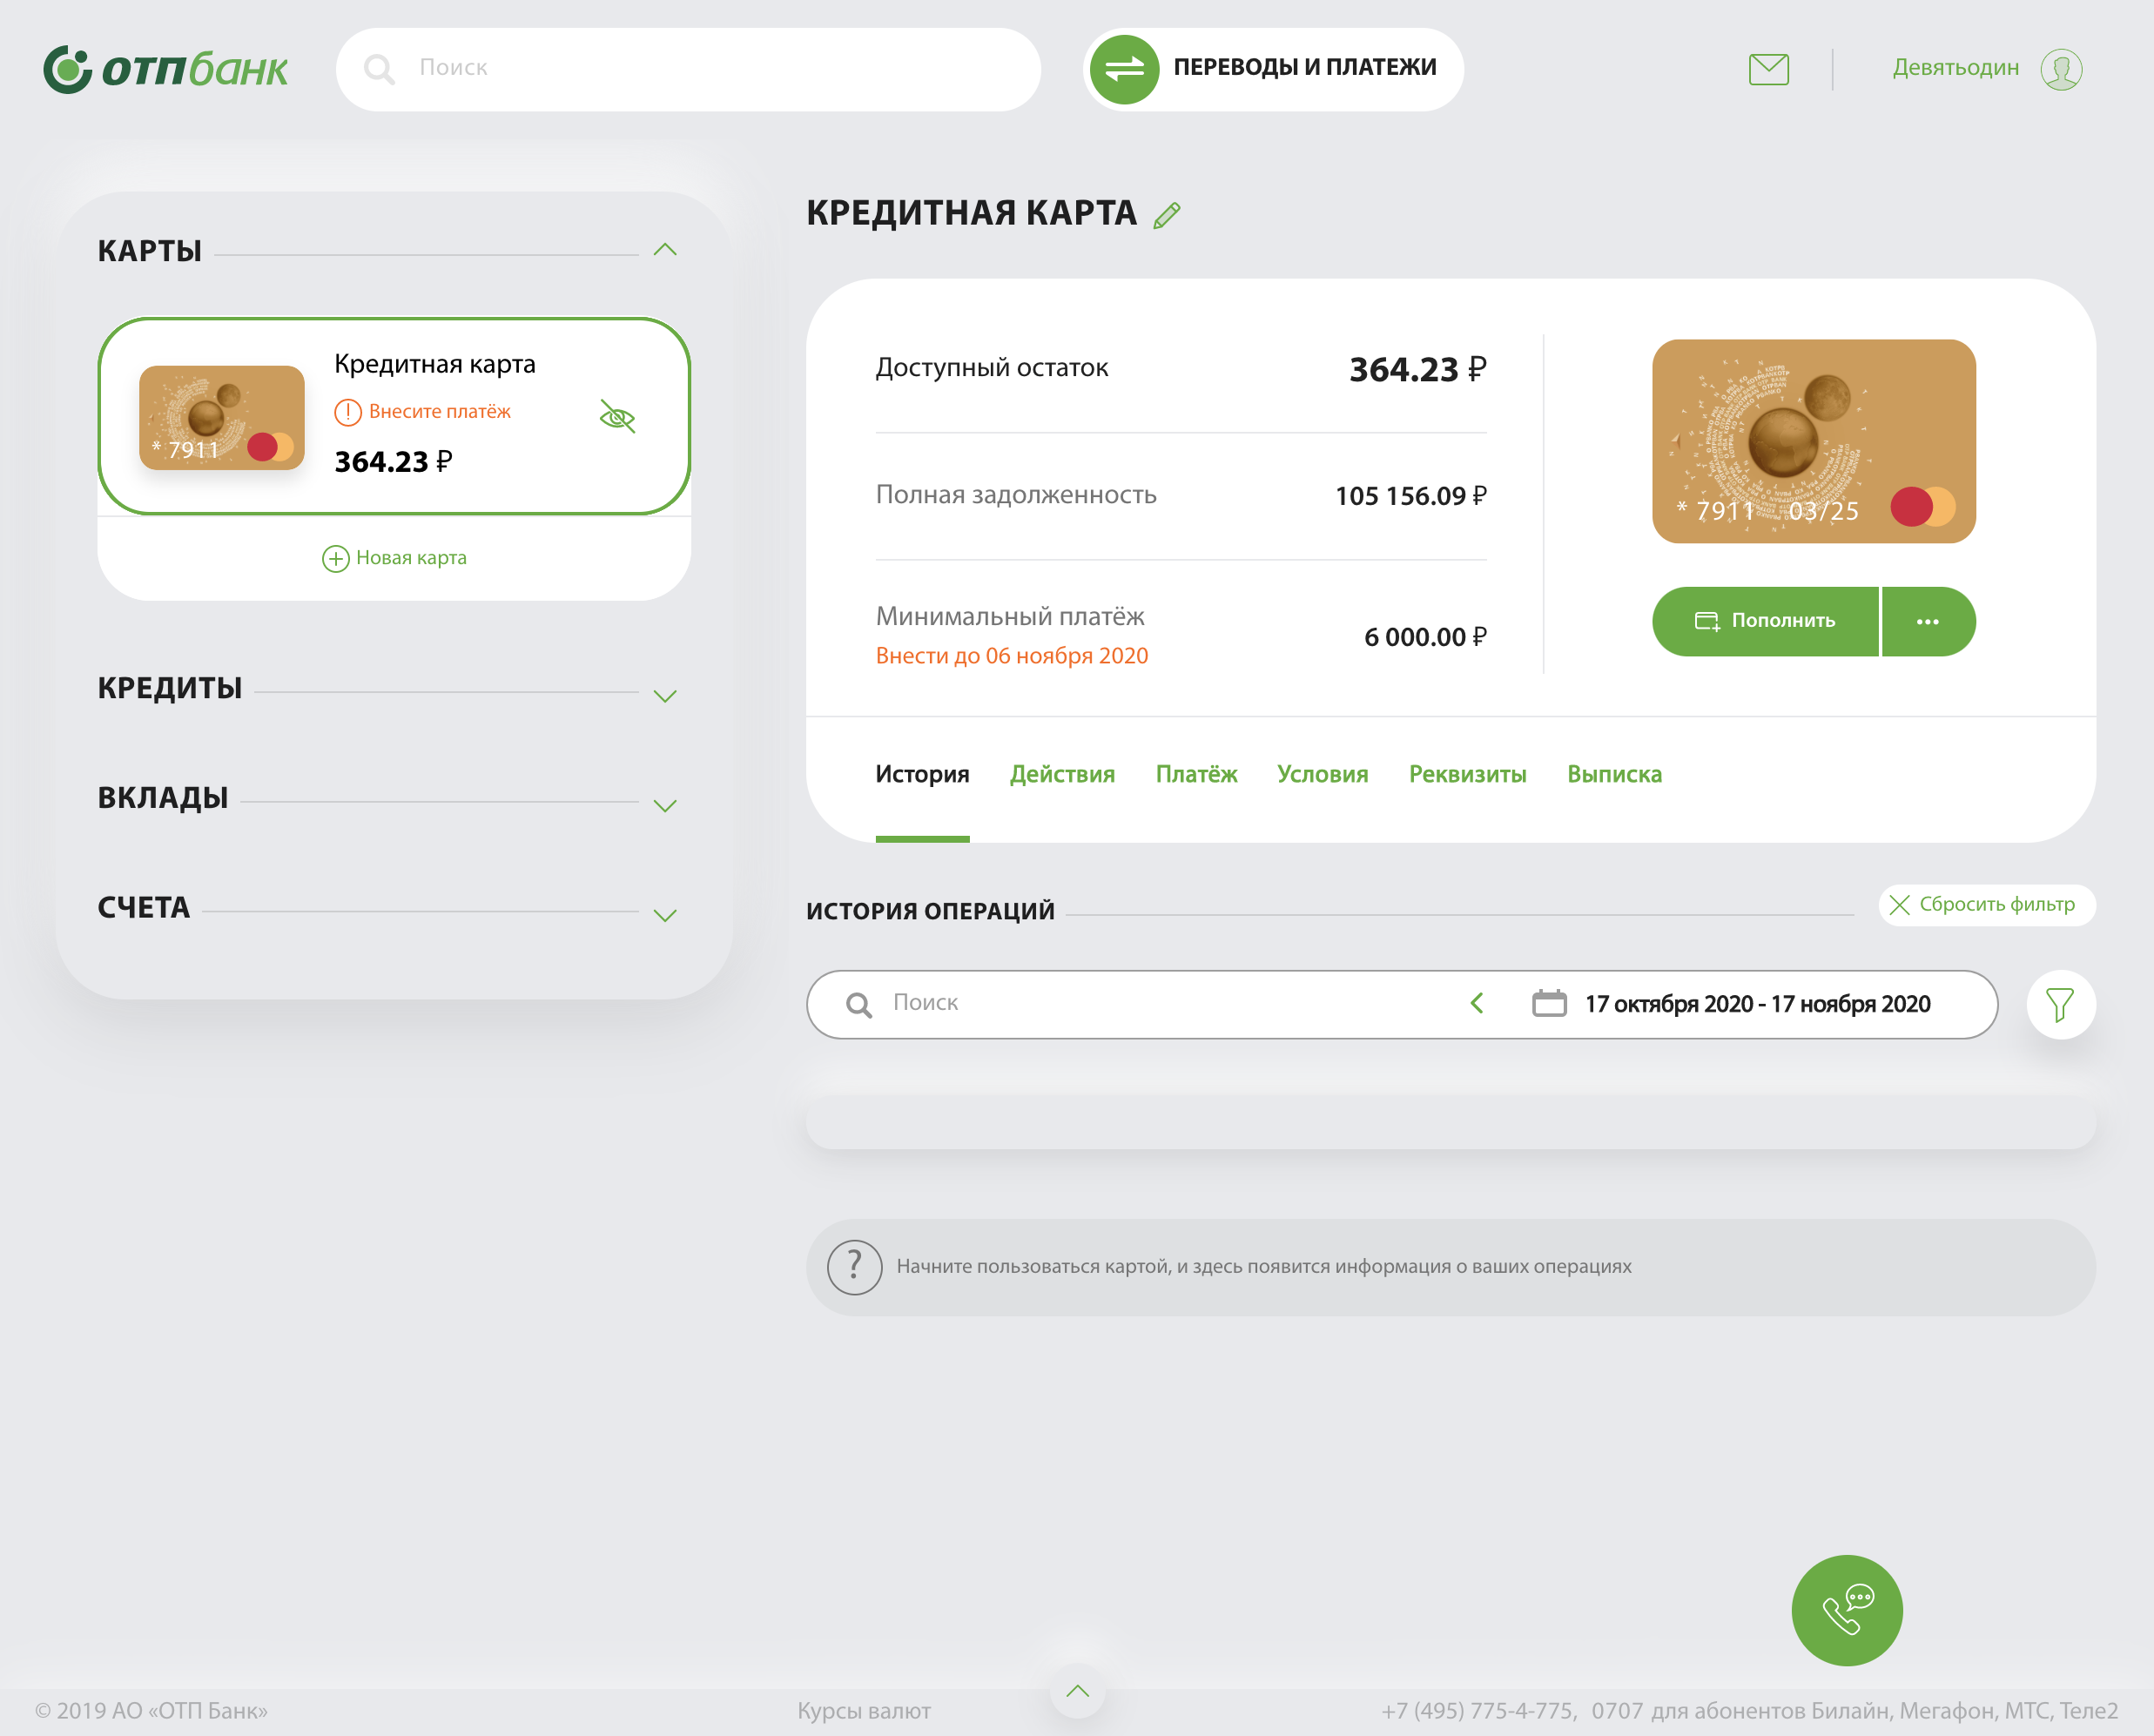 ОТПбанк
Поиск
ПЕРЕВОДЫ И ПЛАТЕЖИ
Девятьодин
КАРТЫ
Кредитная карта
Внесите платёж
364.23 ₽
* 7911
Новая карта
КРЕДИТЫ
ВКЛАДЫ
СЧЕТА
КРЕДИТНАЯ КАРТА
Доступный остаток 364.23 ₽
Полная задолженность 105 156.09 ₽
Минимальный платёж 6 000.00 ₽
Внести до 06 ноября 2020
* 7911 03/25
Пополнить
История Действия Платёж Условия Реквизиты Выписка
ИСТОРИЯ ОПЕРАЦИЙ
Сбросить фильтр
Поиск
17 октября 2020 - 17 ноября 2020
Начните пользоваться картой, и здесь появится информация о ваших операциях
© 2019 АО «ОТП Банк» Курсы валют +7 (495) 775-4-775, 0707 для абонентов Билайн, Мегафон, МТС, Теле2